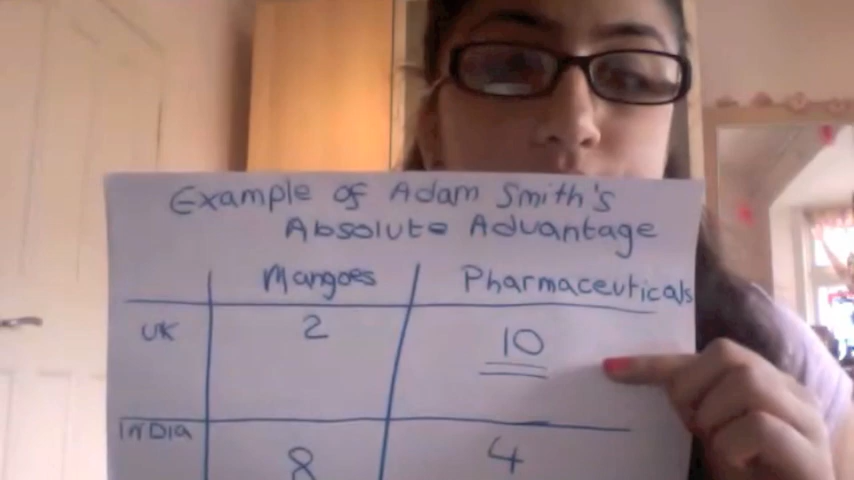 Example of Adam Smith's
Absolute Advantage
Mangoes Pharmaceuticals
UK 2 10
INDIA 8 4